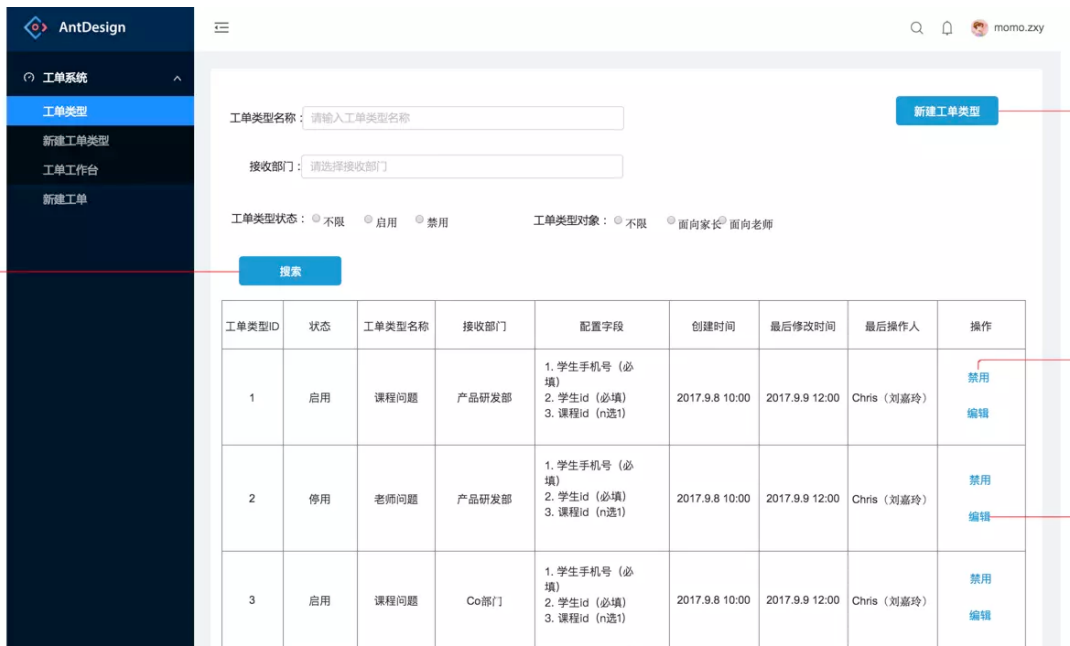 AntDesign
momo.zxy
工单系统
工单类型
新建工单类型
工单工作台
新建工单
工单类型名称： 请输入工单类型名称
新建工单类型
接收部门： 请选择接收部门
工单类型状态： 不限 启用 禁用 工单类型对象： 不限 面向家长 面向老师
搜索
工单类型ID 状态 工单类型名称 接收部门 配置字段 创建时间 最后修改时间 最后操作人 操作
1 启用 课程问题 产品研发部
1. 学生手机号（必
填）
2. 学生id（必填）
3. 课程id（n选1）
2017.9.8 10:00 2017.9.9 12:00 Chris（刘嘉玲）
禁用
编辑
2 停用 老师问题 产品研发部
1. 学生手机号（必
填）
2. 学生id（必填）
3. 课程id（n选1）
2017.9.8 10:00 2017.9.9 12:00 Chris（刘嘉玲）
禁用
编辑
3 启用 课程问题 Co部门
1. 学生手机号（必
填）
2. 学生id（必填）
3. 课程id（n选1）
2017.9.8 10:00 2017.9.9 12:00 Chris（刘嘉玲）
禁用
编辑